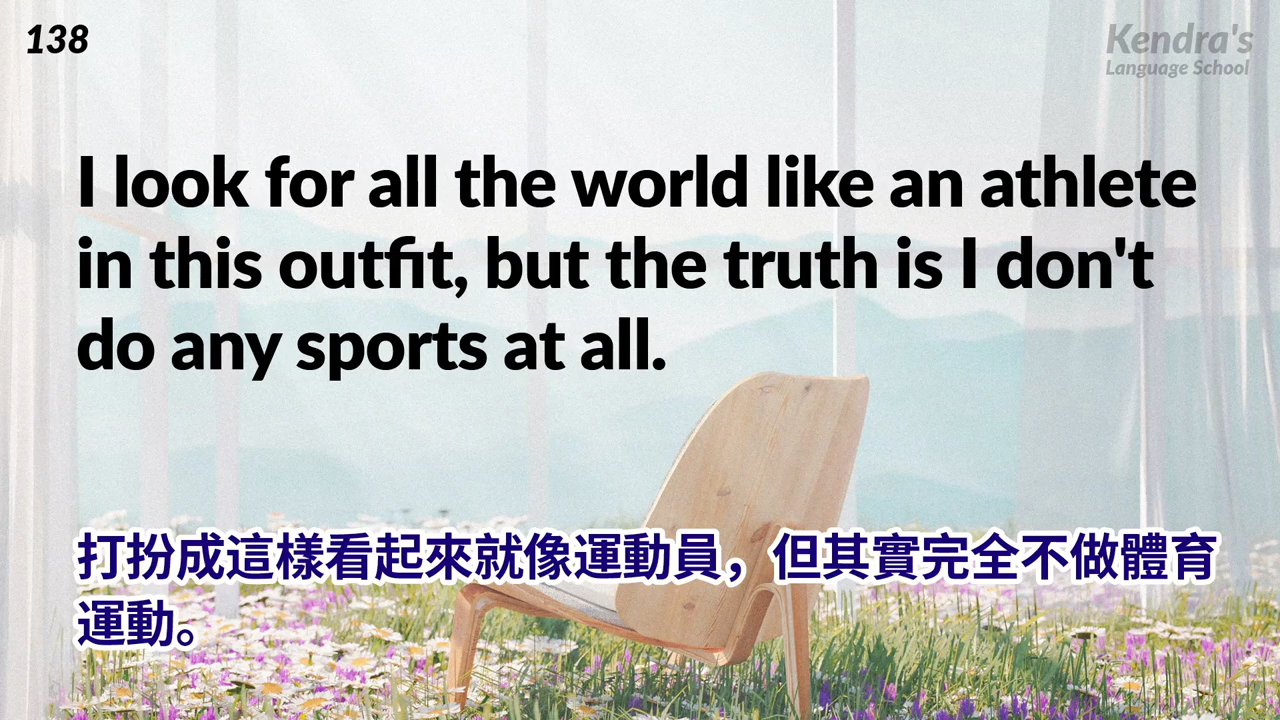 138
Kendra's
Language School
I look for all the world like an athlete
in this outfit, but the truth is I don't
do any sports at all.
打扮成這樣看起來就像運動員，但其實完全不做體育
運動。